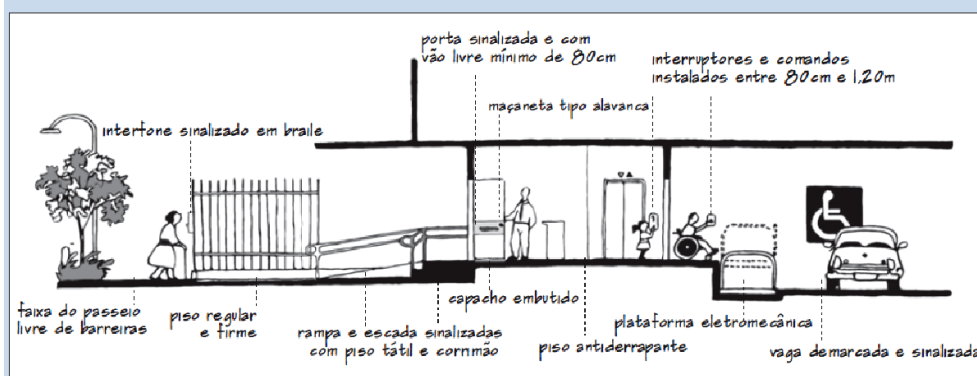 porta sinalizada e com
vão livre mínimo de 80cm
interruptores e comandos
instalados entre 80cm e 1,20m
maçaneta tipo alavanca
interfone sinalizado em braile
faixa do passeio
livre de barreiras
piso regular
e firme
rampa e escada sinalizadas
com piso tátil e corrimão
capacho embutido
piso antiderrapante
plataforma eletromecânica
vaga demarcada e sinalizada